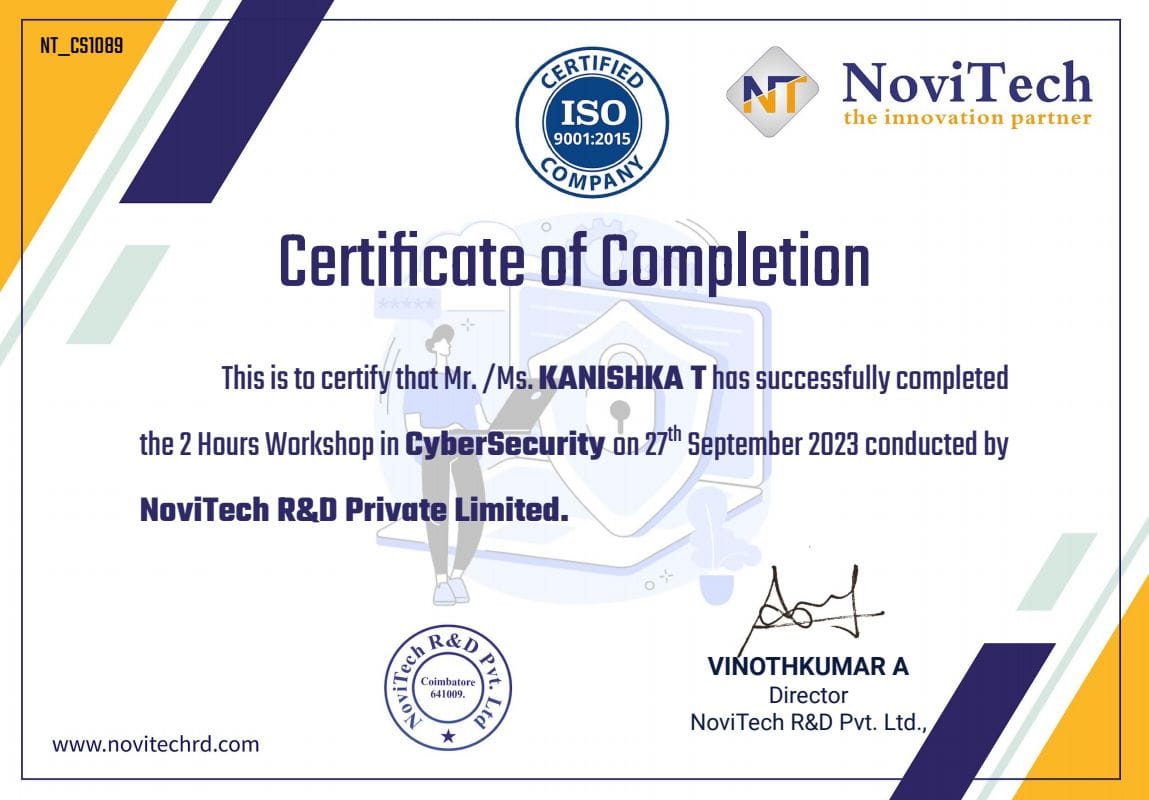 NT_CS1089
CERTIFIED
ISO
9001:2015
COMPANY
NT
NoviTech
the innovation partner
Certificate of Completion
*****
This is to certify that Mr. /Ms. KANISHKA T has successfully completed
the 2 Hours Workshop in CyberSecurity on 27th September 2023 conducted by
NoviTech R&D Private Limited.
NoviTech R&D Pvt. Ltd
Coimbatore
641009.
VINOTHKUMAR A
Director
NoviTech R&D Pvt. Ltd.,
www.novitechrd.com